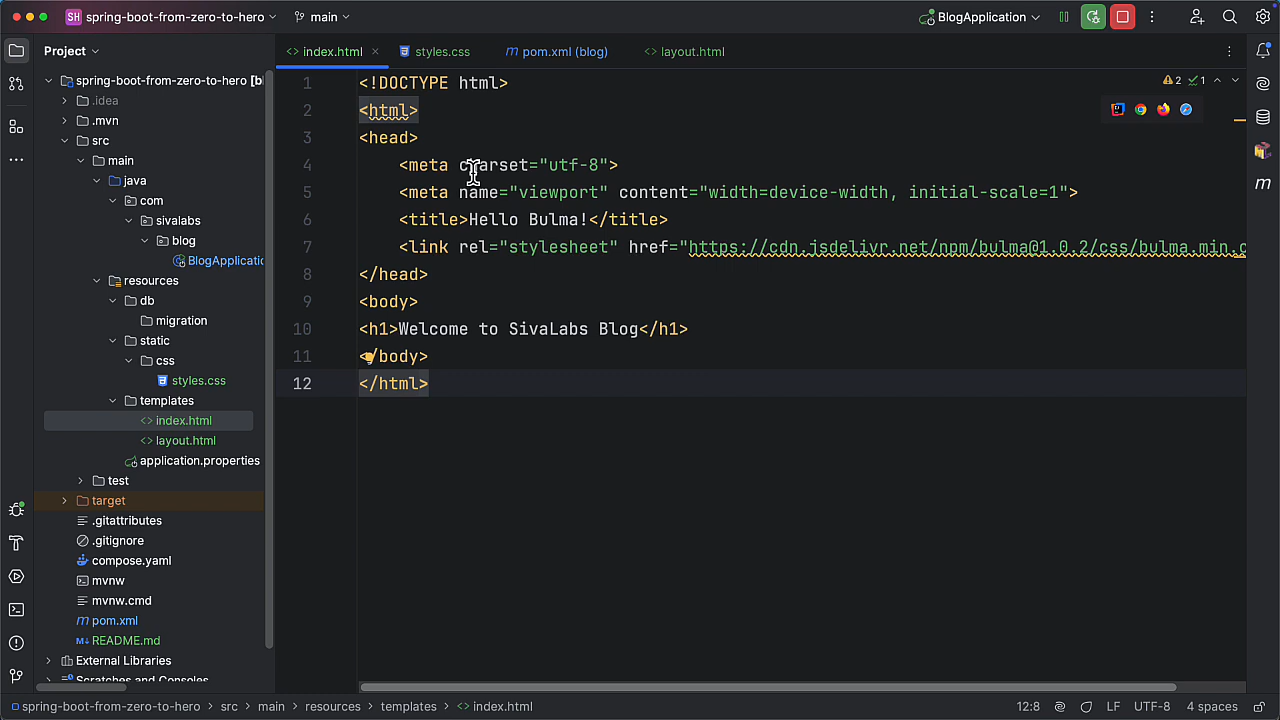 SH spring-boot-from-zero-to-hero main BlogApplication
Project
index.html styles.css pom.xml (blog) layout.html
spring-boot-from-zero-to-hero [b
.idea
.mvn
src
main
java
com
sivalabs
blog
BlogApplicatio
resources
db
migration
static
css
styles.css
templates
index.html
layout.html
application.properties
test
target
.gitattributes
.gitignore
compose.yaml
mvnw
mvnw.cmd
pom.xml
README.md
External Libraries
Scratches and Consoles
1 <!DOCTYPE html>
2 <html>
3 <head>
4 <meta charset="utf-8">
5 <meta name="viewport" content="width=device-width, initial-scale=1">
6 <title>Hello Bulma!</title>
7 <link rel="stylesheet" href="https://cdn.jsdelivr.net/npm/bulma@1.0.2/css/bulma.min.c
8 </head>
9 <body>
10 <h1>Welcome to SivaLabs Blog</h1>
11 </body>
12 </html>
2 1
spring-boot-from-zero-to-hero > src > main > resources > templates > index.html 12:8 LF UTF-8 4 spaces